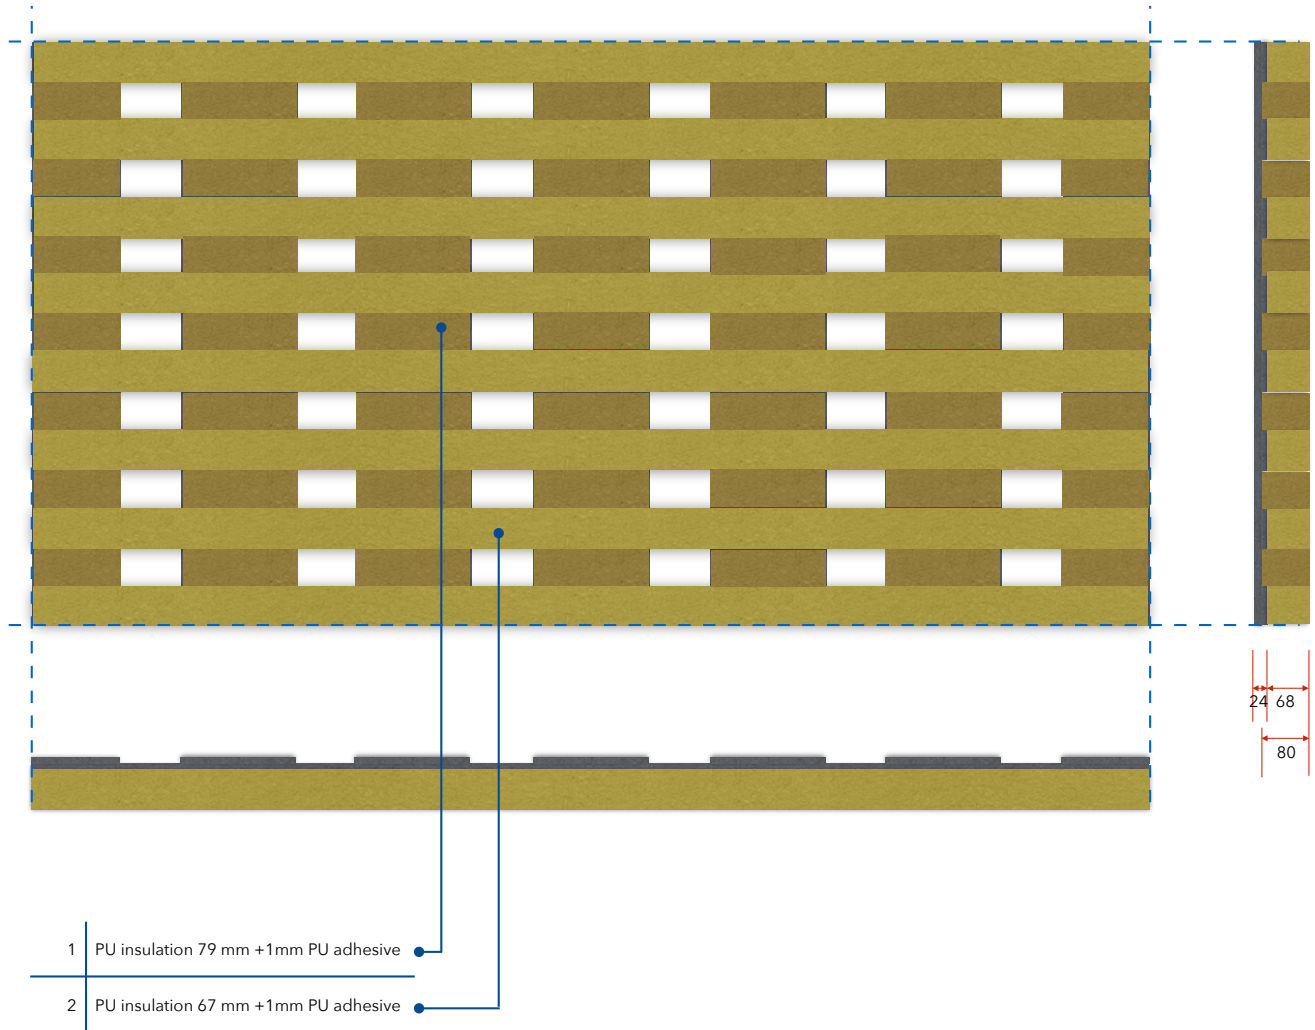 24 68
80
1 PU insulation 79 mm +1mm PU adhesive
2 PU insulation 67 mm +1mm PU adhesive